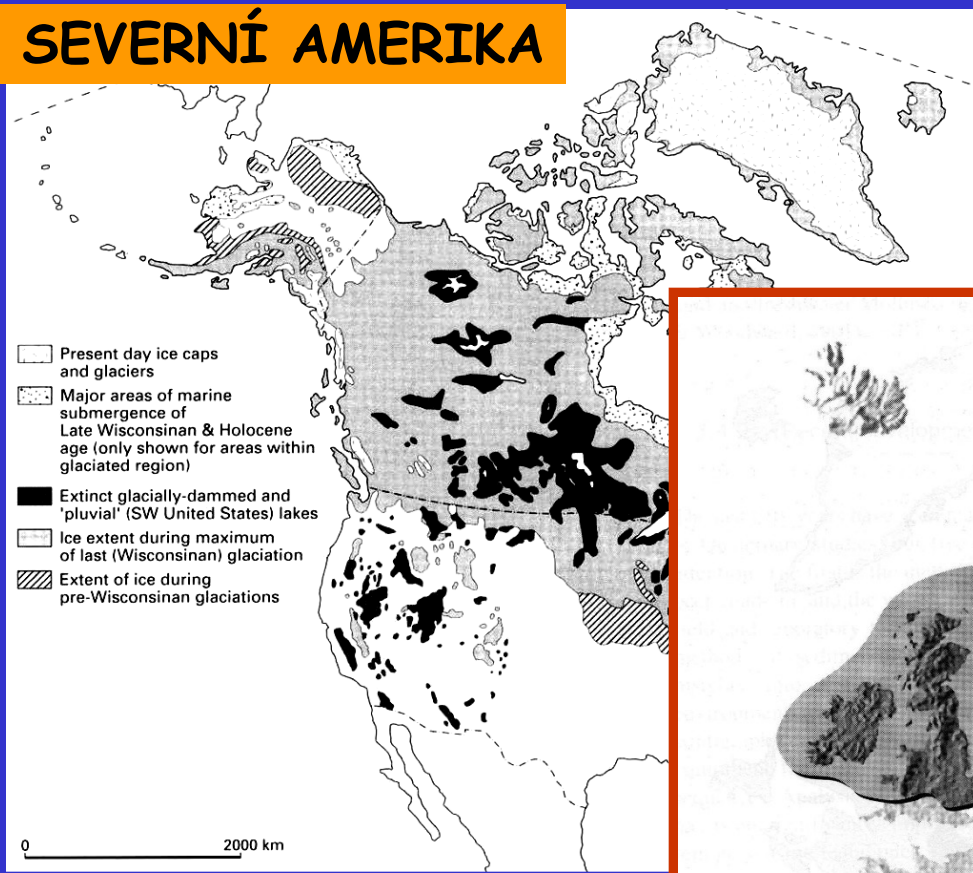 SEVERNÍ AMERIKA
Present day ice caps
and glaciers
Major areas of marine
submergence of
Late Wisconsinan & Holocene
age (only shown for areas within
glaciated region)
Extinct glacially-dammed and
'pluvial' (SW United States) lakes
Ice extent during maximum
of last (Wisconsinan) glaciation
Extent of ice during
pre-Wisconsinan glaciations
0 2000 km